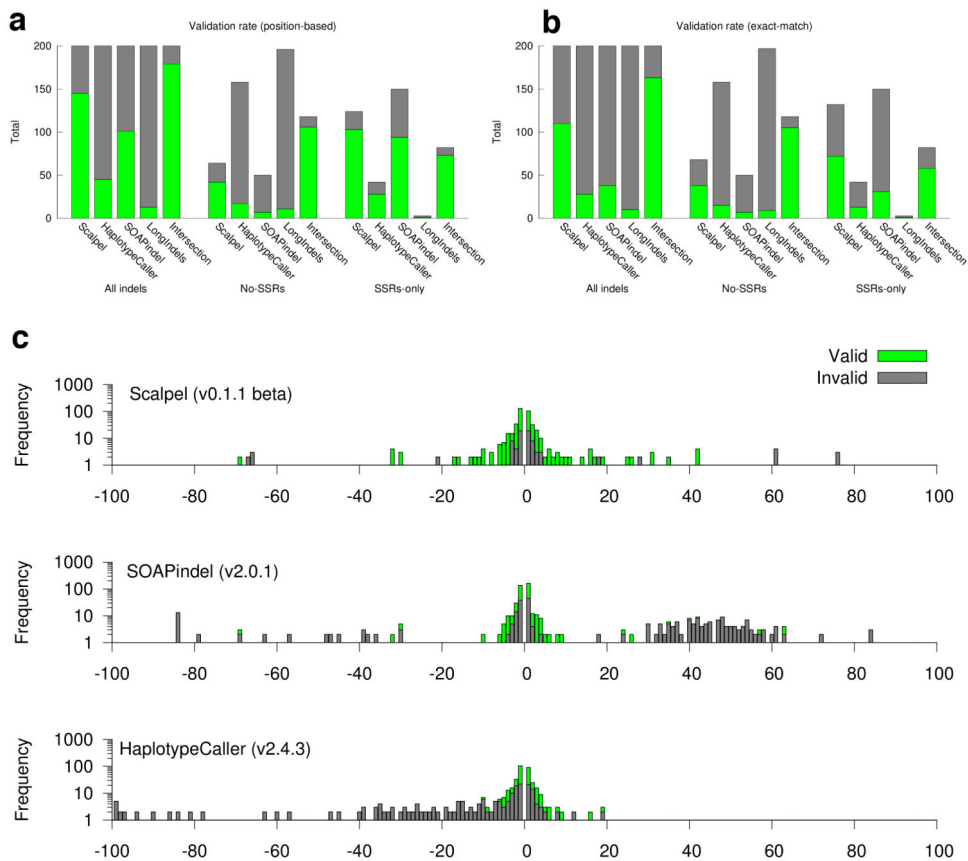 a
Validation rate (position-based)
Total
200
150
100
50
0
Scalpel
HaplotypeCaller
SOAPindel
LongIndels
Intersection
Scalpel
HaplotypeCaller
SOAPindel
LongIndels
Intersection
Scalpel
HaplotypeCaller
SOAPindel
LongIndels
Intersection
All indels No-SSRs SSRs-only
b
Validation rate (exact-match)
Total
200
150
100
50
0
Scalpel
HaplotypeCaller
SOAPindel
LongIndels
Intersection
Scalpel
HaplotypeCaller
SOAPindel
LongIndels
Intersection
Scalpel
HaplotypeCaller
SOAPindel
LongIndels
Intersection
All indels No-SSRs SSRs-only
c
Valid
Invalid
Scalpel (v0.1.1 beta)
Frequency
1000
100
10
1
-100 -80 -60 -40 -20 0 20 40 60 80 100
SOAPindel (v2.0.1)
Frequency
1000
100
10
1
-100 -80 -60 -40 -20 0 20 40 60 80 100
HaplotypeCaller (v2.4.3)
Frequency
1000
100
10
1
-100 -80 -60 -40 -20 0 20 40 60 80 100